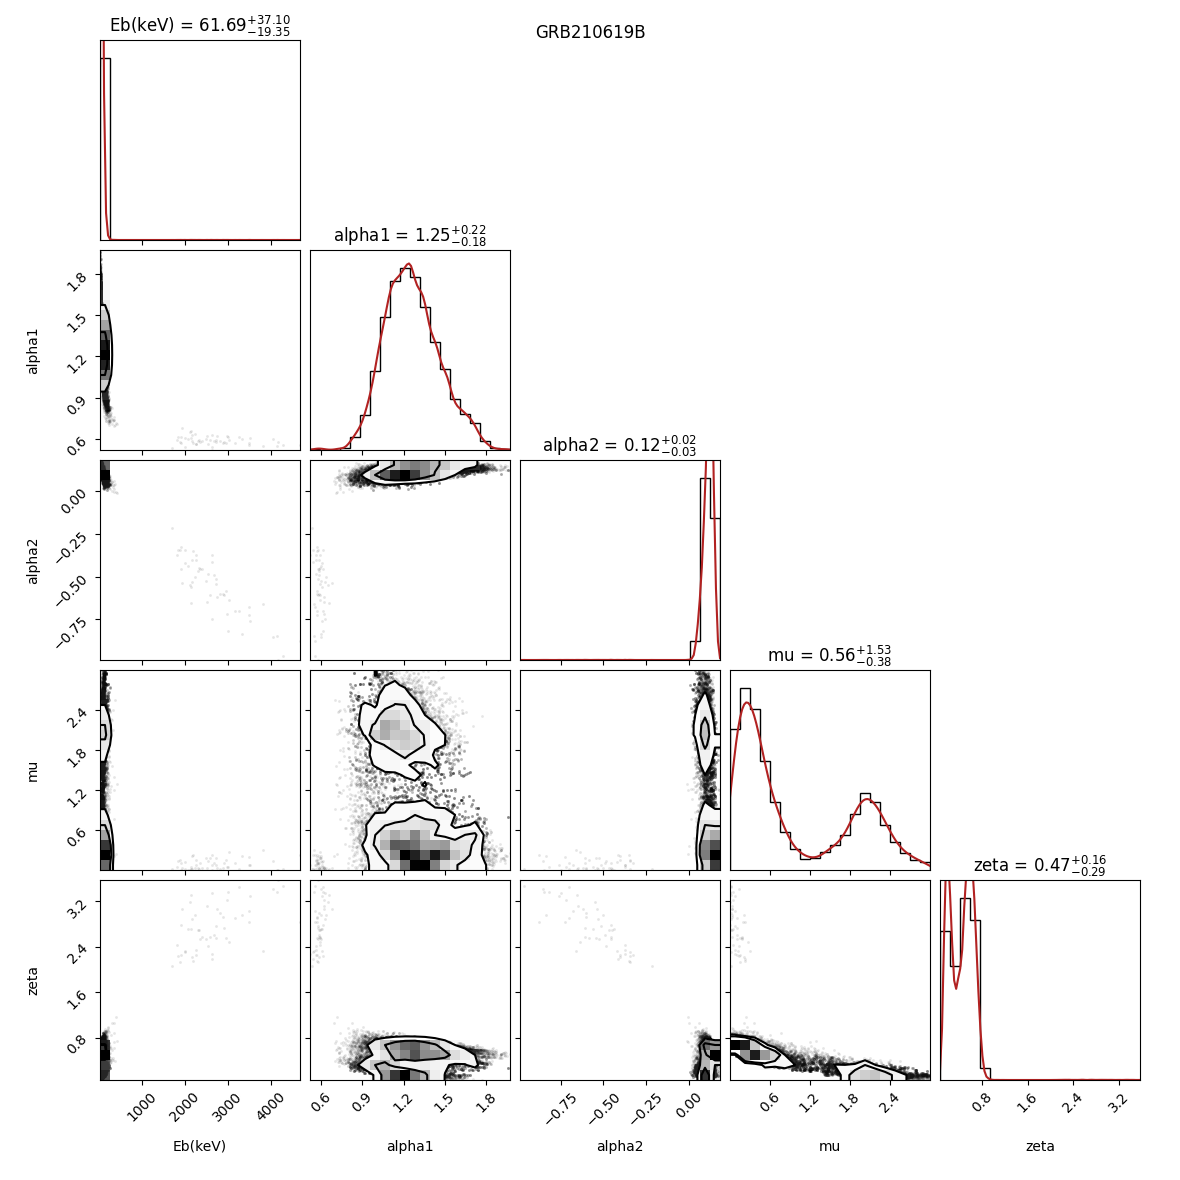 GRB210619B
Eb(keV) = 61.69+37.10−19.35
alpha1 = 1.25+0.22−0.18
1.8
1.5
1.2
0.9
0.6
alpha1
alpha2 = 0.12+0.02−0.03
0.00
−0.25
−0.50
−0.75
alpha2
mu = 0.56+1.53−0.38
2.4
1.8
1.2
0.6
mu
zeta = 0.47+0.16−0.29
3.2
2.4
1.6
0.8
zeta
1000 2000 3000 4000
0.6 0.9 1.2 1.5 1.8
−0.75 −0.50 −0.25 0.00
0.6 1.2 1.8 2.4
0.8 1.6 2.4 3.2
Eb(keV) alpha1 alpha2 mu zeta